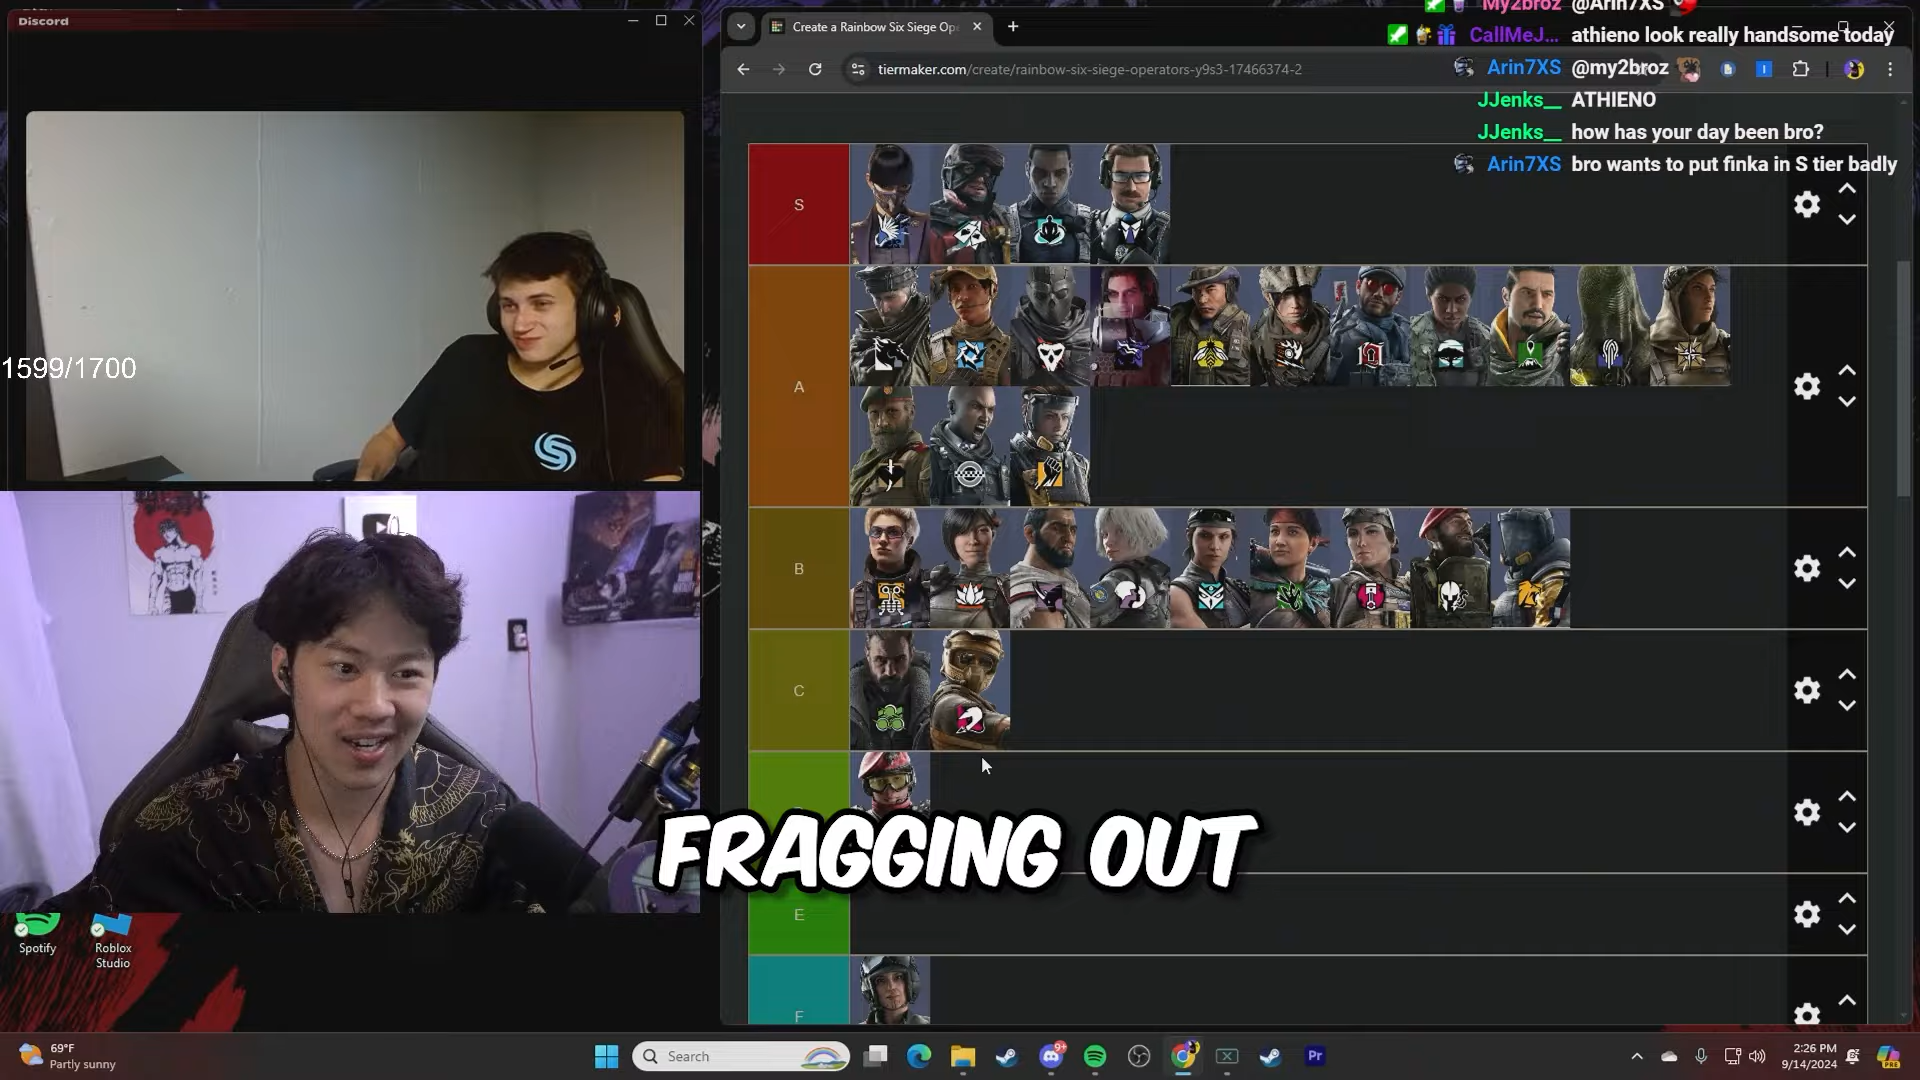 Discord
Create a Rainbow Six Siege Op
tiermaker.com/create/rainbow-six-siege-operators-y9s3-17466374-2
My2broz @Arin7XS
CallMeJ... athieno look really handsome today
Arin7XS @my2broz
JJenks__ ATHIENO
JJenks__ how has your day been bro?
Arin7XS bro wants to put finka in S tier badly
S
1599/1700
A
B
C
FRAGGING OUT
E
F
Spotify
Roblox
Studio
69°F
Partly sunny
Search
9+
Pr
2:26 PM
9/14/2024
PRE